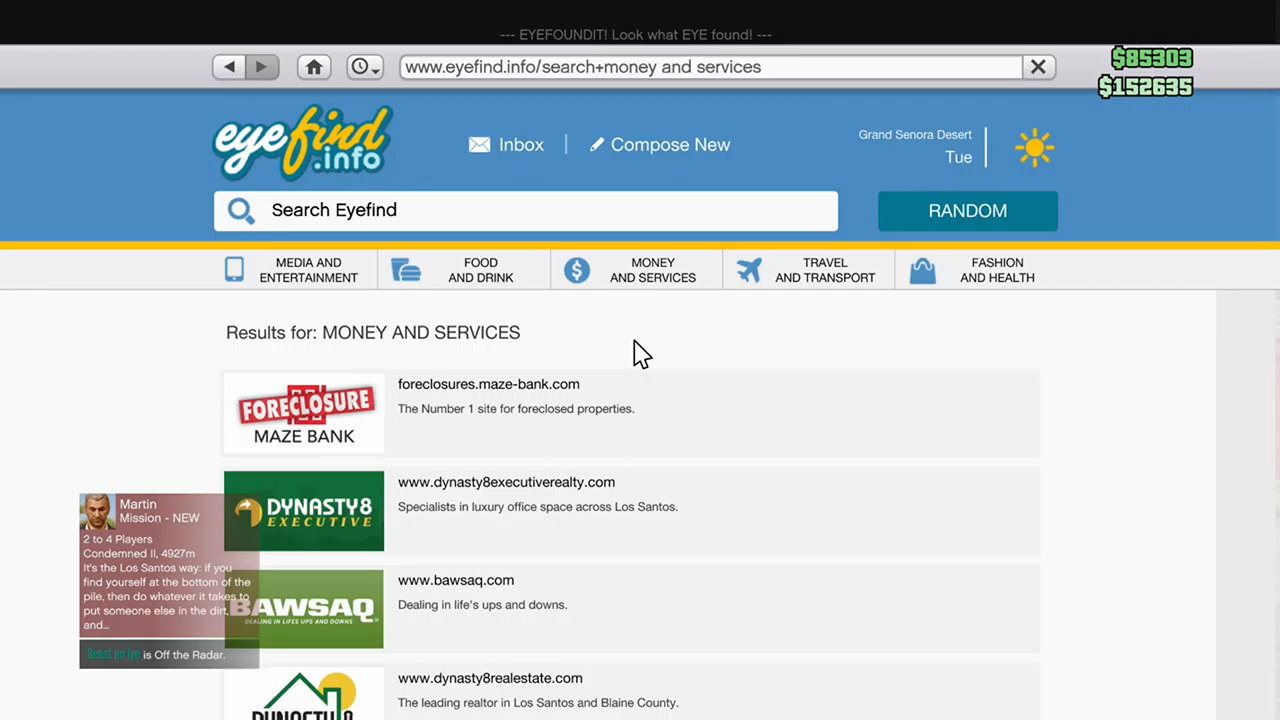 --- EYEFOUNDIT! Look what EYE found! ---
www.eyefind.info/search+money and services
$85303
$152635
eyefind.info
Inbox
Compose New
Grand Senora Desert
Tue
Search Eyefind
RANDOM
MEDIA AND
ENTERTAINMENT
FOOD
AND DRINK
MONEY
AND SERVICES
TRAVEL
AND TRANSPORT
FASHION
AND HEALTH
Results for: MONEY AND SERVICES
FORECLOSURE
MAZE BANK
foreclosures.maze-bank.com
The Number 1 site for foreclosed properties.
DYNASTY8
EXECUTIVE
www.dynasty8executiverealty.com
Specialists in luxury office space across Los Santos.
BAWSAQ
DEALING IN LIFE'S UPS AND DOWNS
www.bawsaq.com
Dealing in life's ups and downs.
DYNASTY8
www.dynasty8realestate.com
The leading realtor in Los Santos and Blaine County.
Martin
Mission - NEW
2 to 4 Players
Condemned II, 4927m
It's the Los Santos way: if you
find yourself at the bottom of the
pile, then do whatever it takes to
put someone else in the dirt,
and...
is Off the Radar.